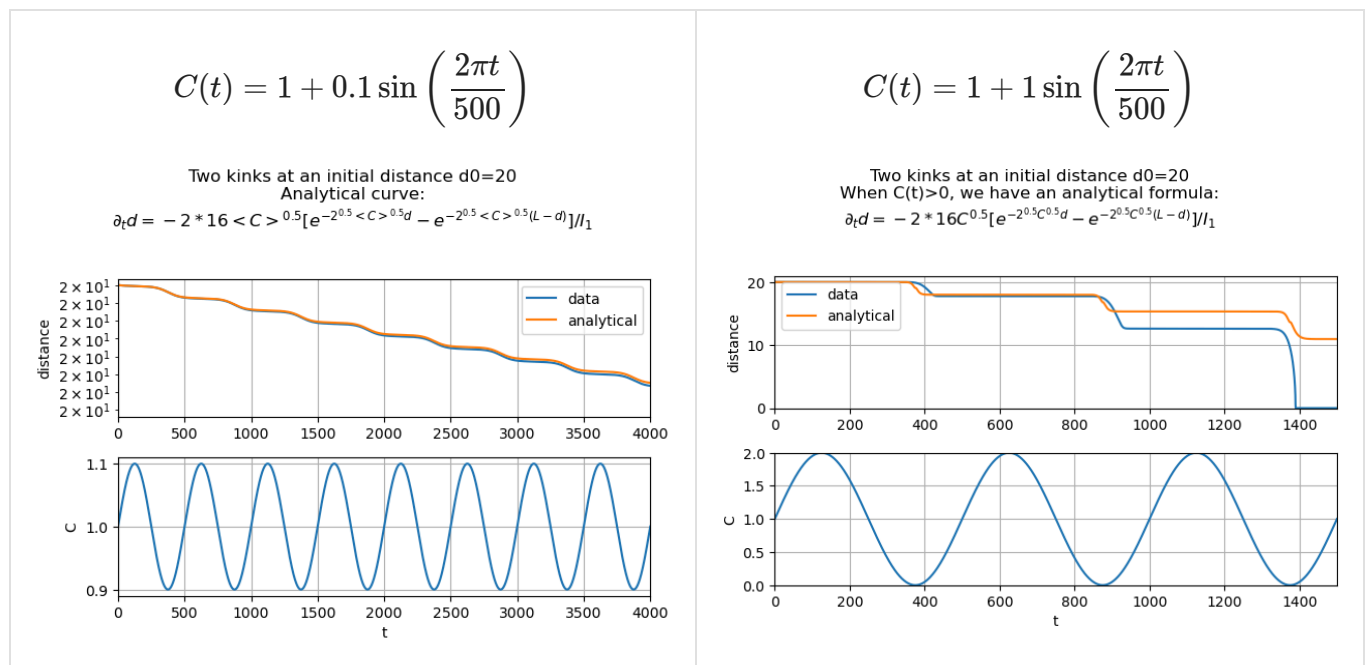 C(t) = 1 + 0.1 sin(2πt/500)
Two kinks at an initial distance d0=20
Analytical curve:
∂ₜd = − 2 * 16 < C >^{0.5}[e^{−2^{0.5}<C>^{0.5}d} − e^{−2^{0.5}<C>^{0.5}(L−d)}]/I₁
2 × 10¹
2 × 10¹
2 × 10¹
2 × 10¹
2 × 10¹
2 × 10¹
2 × 10¹
2 × 10¹
distance
data
analytical
0 500 1000 1500 2000 2500 3000 3500 4000
1.1
1.0
0.9
C
0 500 1000 1500 2000 2500 3000 3500 4000
t
C(t) = 1 + 1 sin(2πt/500)
Two kinks at an initial distance d0=20
When C(t)>0, we have an analytical formula:
∂ₜd = − 2 * 16C^{0.5}[e^{−2^{0.5}C^{0.5}d} − e^{−2^{0.5}C^{0.5}(L−d)}]/I₁
20
10
0
distance
data
analytical
0 200 400 600 800 1000 1200 1400
2.0
1.5
1.0
0.5
0.0
C
0 200 400 600 800 1000 1200 1400
t